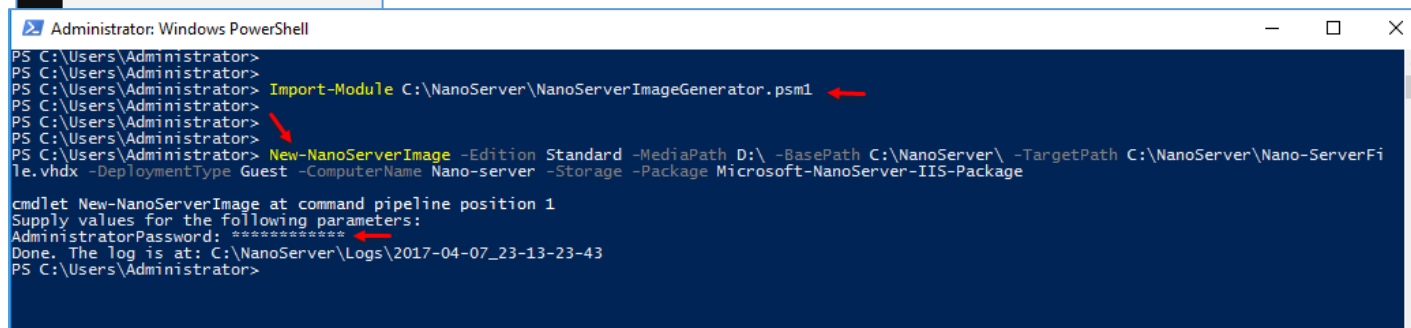 Administrator: Windows PowerShell
PS C:\Users\Administrator>
PS C:\Users\Administrator>
PS C:\Users\Administrator> Import-Module C:\NanoServer\NanoServerImageGenerator.psm1
PS C:\Users\Administrator>
PS C:\Users\Administrator>
PS C:\Users\Administrator>
PS C:\Users\Administrator> New-NanoServerImage -Edition Standard -MediaPath D:\ -BasePath C:\NanoServer\ -TargetPath C:\NanoServer\Nano-ServerFi
le.vhdx -DeploymentType Guest -ComputerName Nano-server -Storage -Package Microsoft-NanoServer-IIS-Package
cmdlet New-NanoServerImage at command pipeline position 1
Supply values for the following parameters:
AdministratorPassword: ************
Done. The log is at: C:\NanoServer\Logs\2017-04-07_23-13-23-43
PS C:\Users\Administrator>